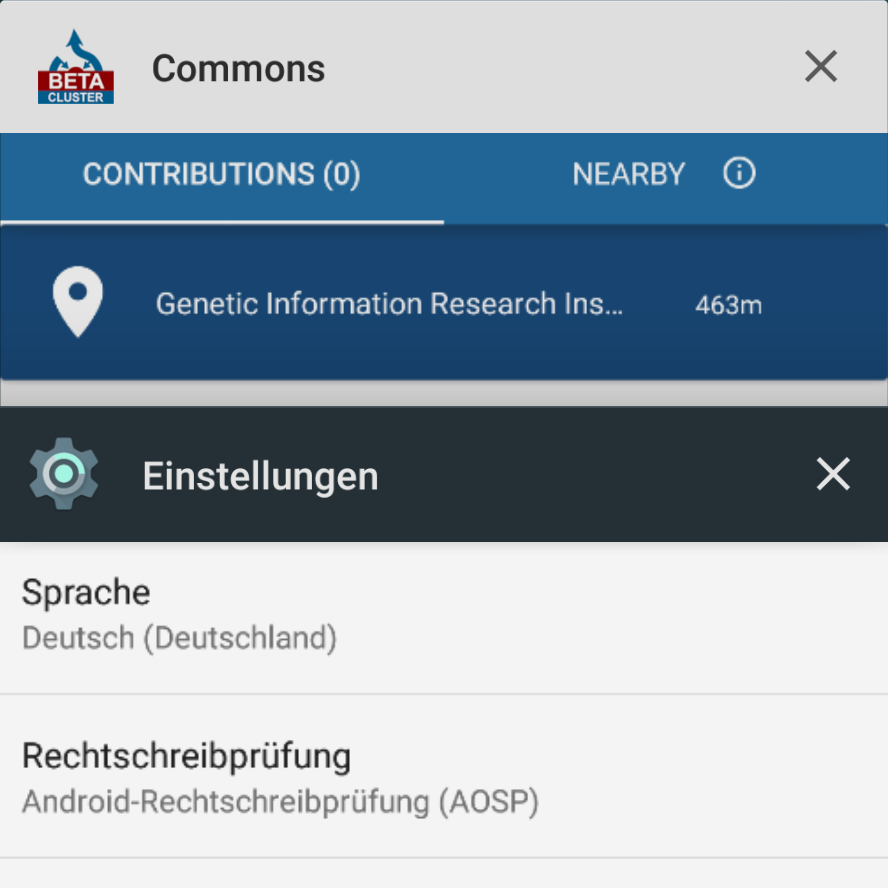 BETA
CLUSTER
Commons
CONTRIBUTIONS (0) NEARBY
Genetic Information Research Ins... 463m
Einstellungen
Sprache
Deutsch (Deutschland)
Rechtschreibprüfung
Android-Rechtschreibprüfung (AOSP)